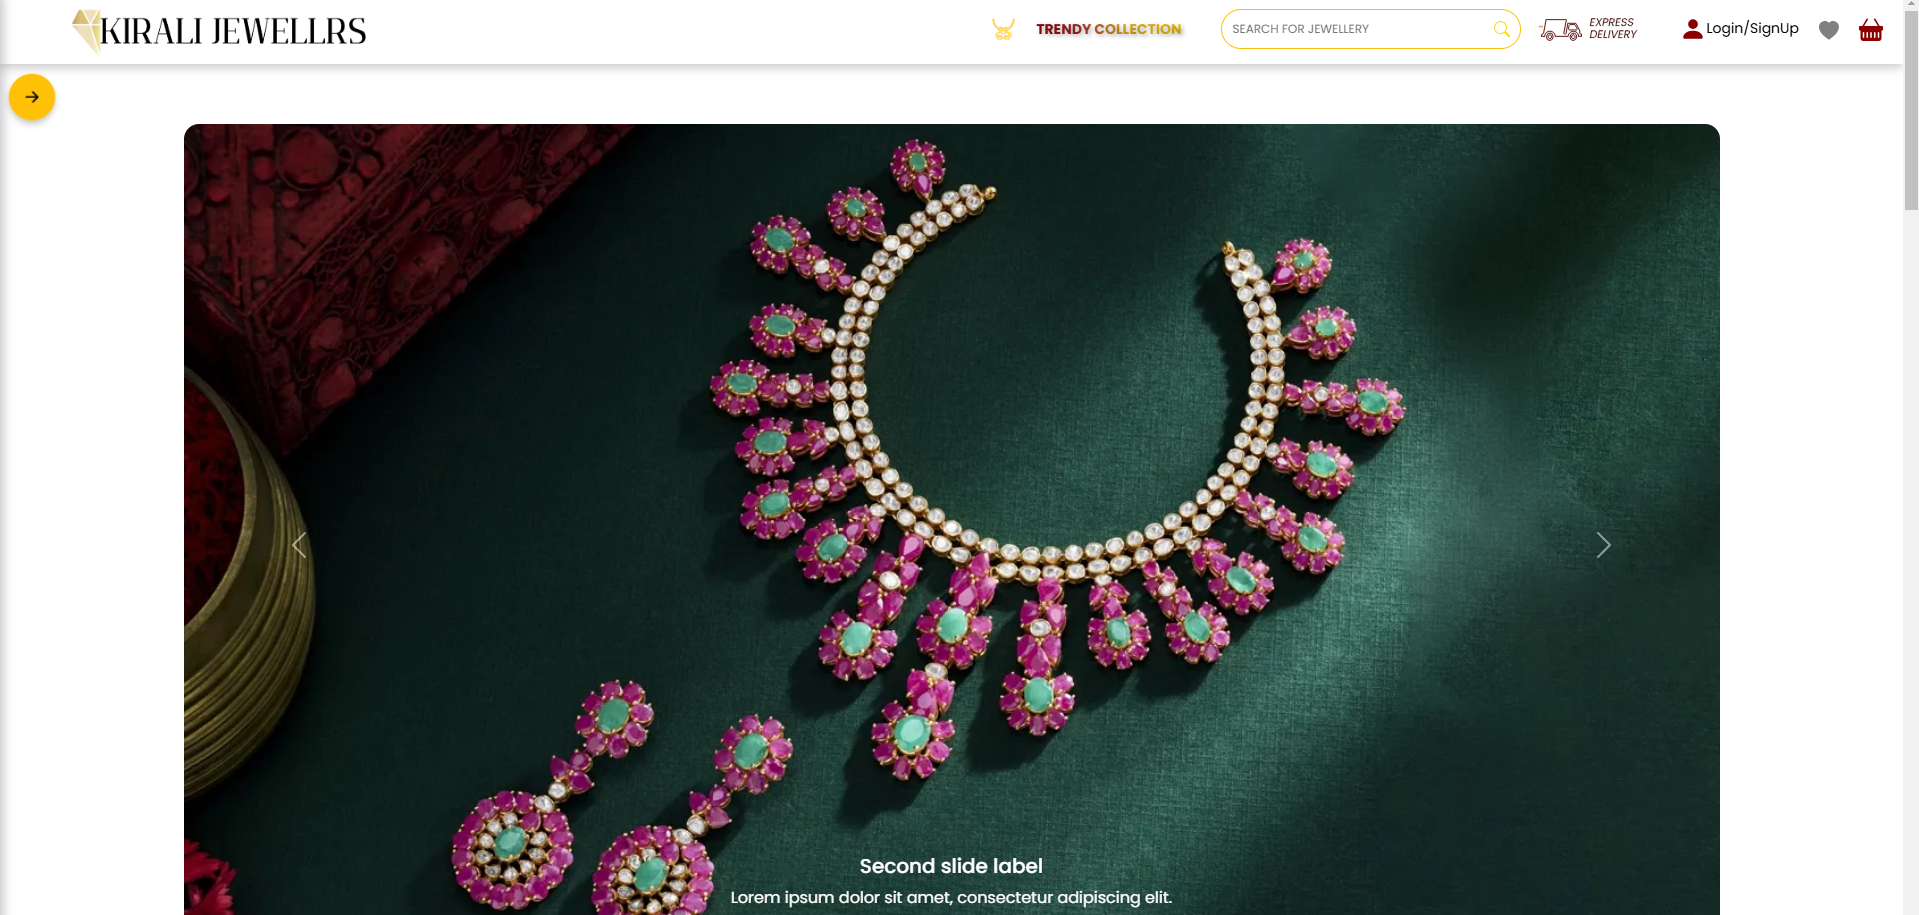 KIRALI JEWELLRS
TRENDY COLLECTION
SEARCH FOR JEWELLERY
EXPRESS
DELIVERY
Login/SignUp
Second slide label
Lorem ipsum dolor sit amet, consectetur adipiscing elit.